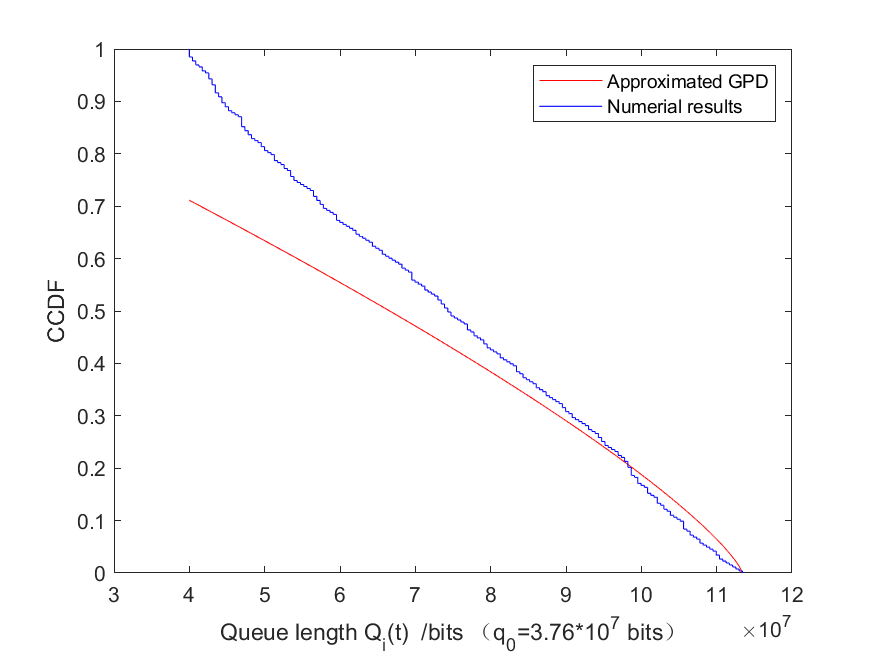 1
0.9
0.8
0.7
0.6
0.5
0.4
0.3
0.2
0.1
0
CCDF
Approximated GPD
Numerial results
3 4 5 6 7 8 9 10 11 12
×10^7
Queue length Q_i(t) /bits （q_0=3.76*10^7 bits）